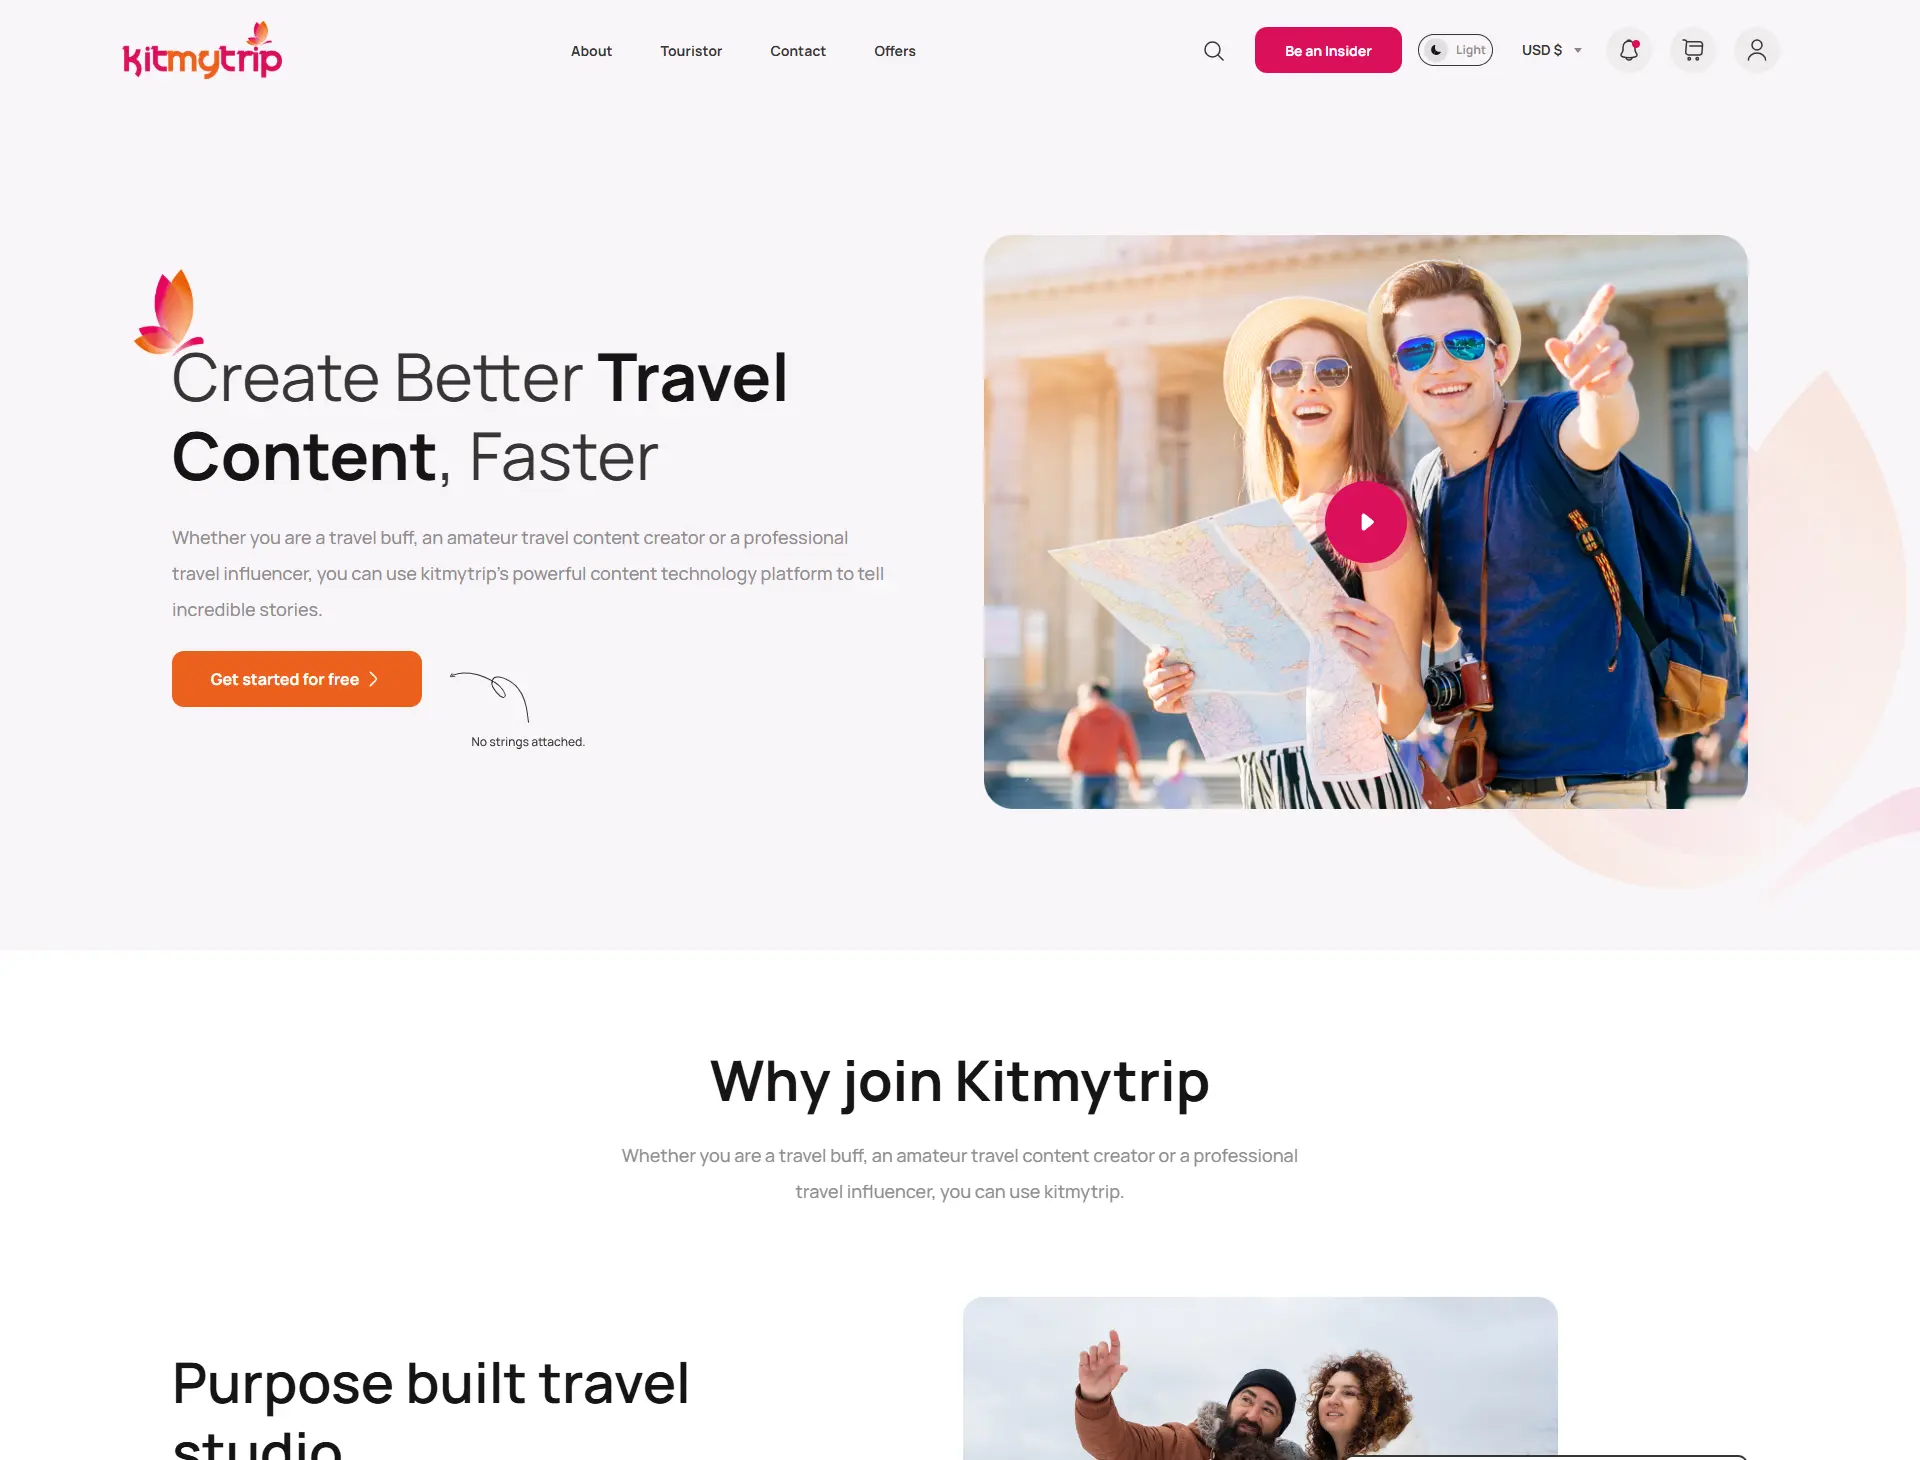 kitmytrip
About
Touristor
Contact
Offers
Be an Insider
Light
USD $
Create Better Travel
Content, Faster
Whether you are a travel buff, an amateur travel content creator or a professional
travel influencer, you can use kitmytrip's powerful content technology platform to tell
incredible stories.
Get started for free
No strings attached.
Why join Kitmytrip
Whether you are a travel buff, an amateur travel content creator or a professional
travel influencer, you can use kitmytrip.
Purpose built travel
studio